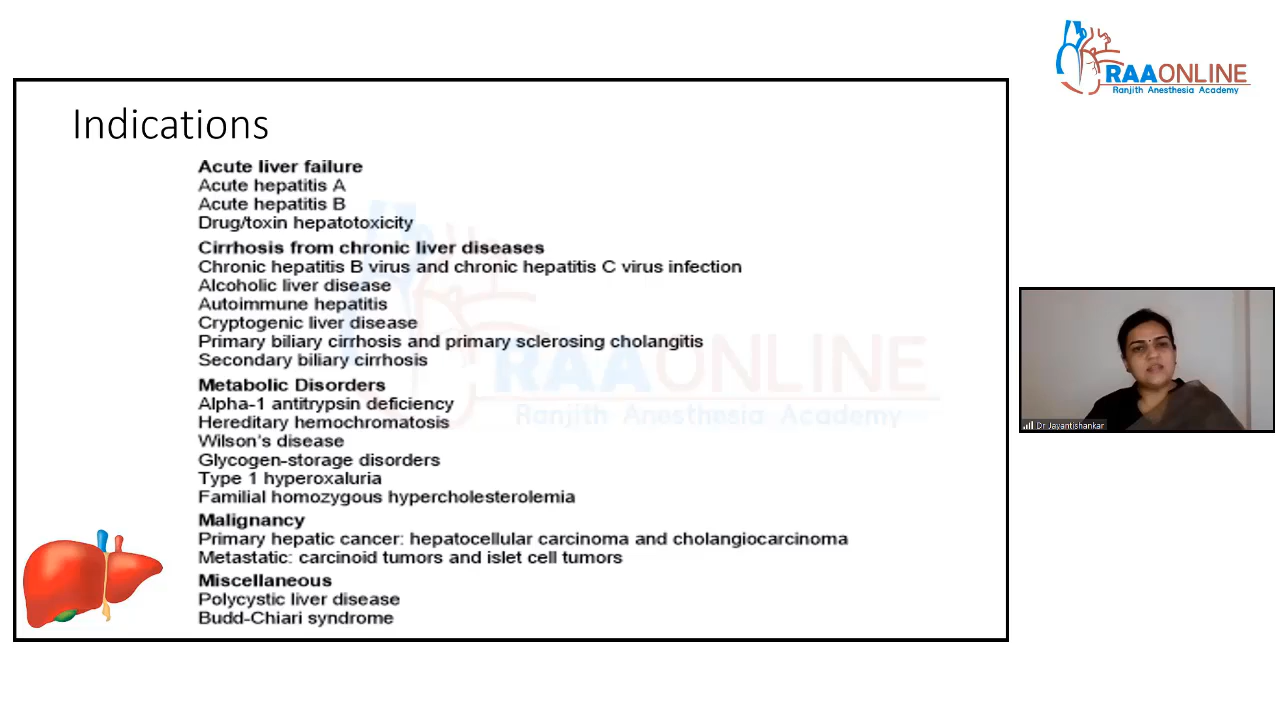 RAAONLINE
Ranjith Anesthesia Academy
Indications
Acute liver failure
Acute hepatitis A
Acute hepatitis B
Drug/toxin hepatotoxicity
Cirrhosis from chronic liver diseases
Chronic hepatitis B virus and chronic hepatitis C virus infection
Alcoholic liver disease
Autoimmune hepatitis
Cryptogenic liver disease
Primary biliary cirrhosis and primary sclerosing cholangitis
Secondary biliary cirrhosis
Metabolic Disorders
Alpha-1 antitrypsin deficiency
Hereditary hemochromatosis
Wilson's disease
Glycogen-storage disorders
Type 1 hyperoxaluria
Familial homozygous hypercholesterolemia
Malignancy
Primary hepatic cancer: hepatocellular carcinoma and cholangiocarcinoma
Metastatic: carcinoid tumors and islet cell tumors
Miscellaneous
Polycystic liver disease
Budd-Chiari syndrome
RAAONLINE
Ranjith Anesthesia Academy
Dr Jayantishankar